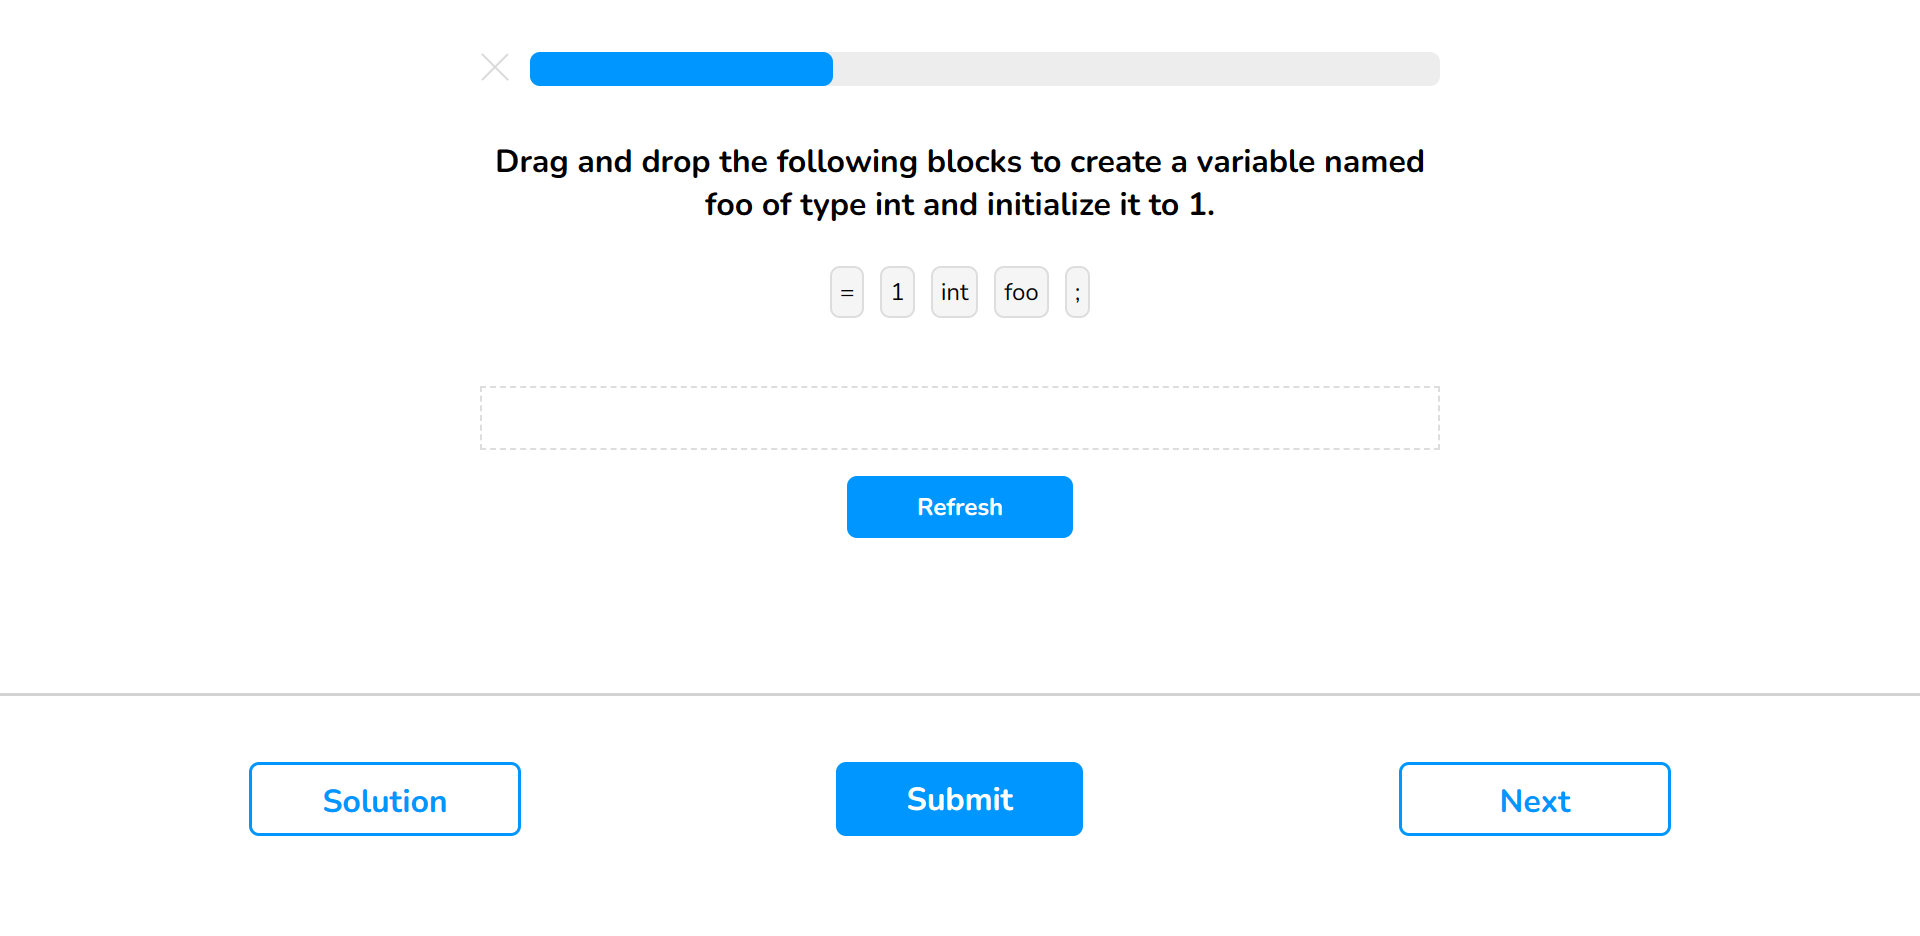 Drag and drop the following blocks to create a variable named
foo of type int and initialize it to 1.
= 1 int foo ;
Refresh
Solution Submit Next